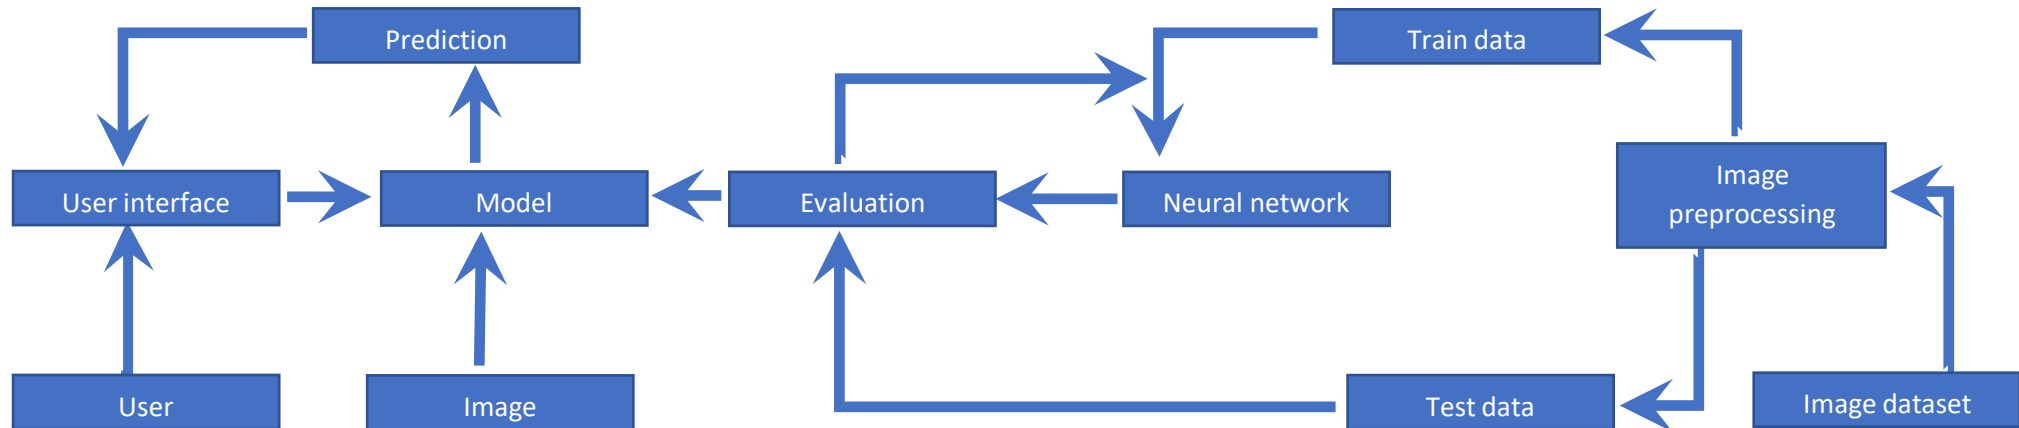 Prediction
Train data
User interface
Model
Evaluation
Neural network
Image
preprocessing
User
Image
Test data
Image dataset